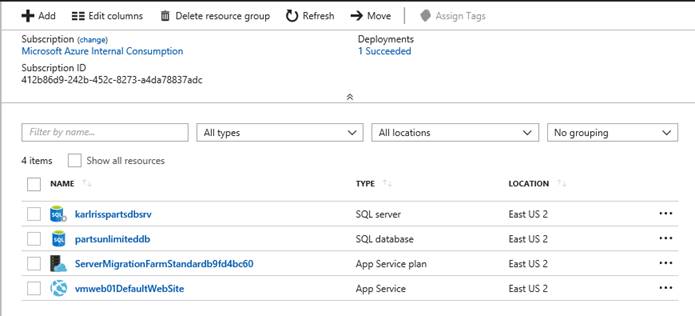 Add Edit columns Delete resource group Refresh Move Assign Tags
Subscription (change) Deployments
Microsoft Azure Internal Consumption 1 Succeeded
Subscription ID
412b86d9-242b-452c-8273-a4da78837adc
Filter by name... All types All locations No grouping
4 items Show all resources
NAME TYPE LOCATION
SQL karlrisspartsdbsrv SQL server East US 2 ...
SQL partsunlimiteddb SQL database East US 2 ...
ServerMigrationFarmStandardb9fd4bc60 App Service plan East US 2 ...
vmweb01DefaultWebSite App Service East US 2 ...